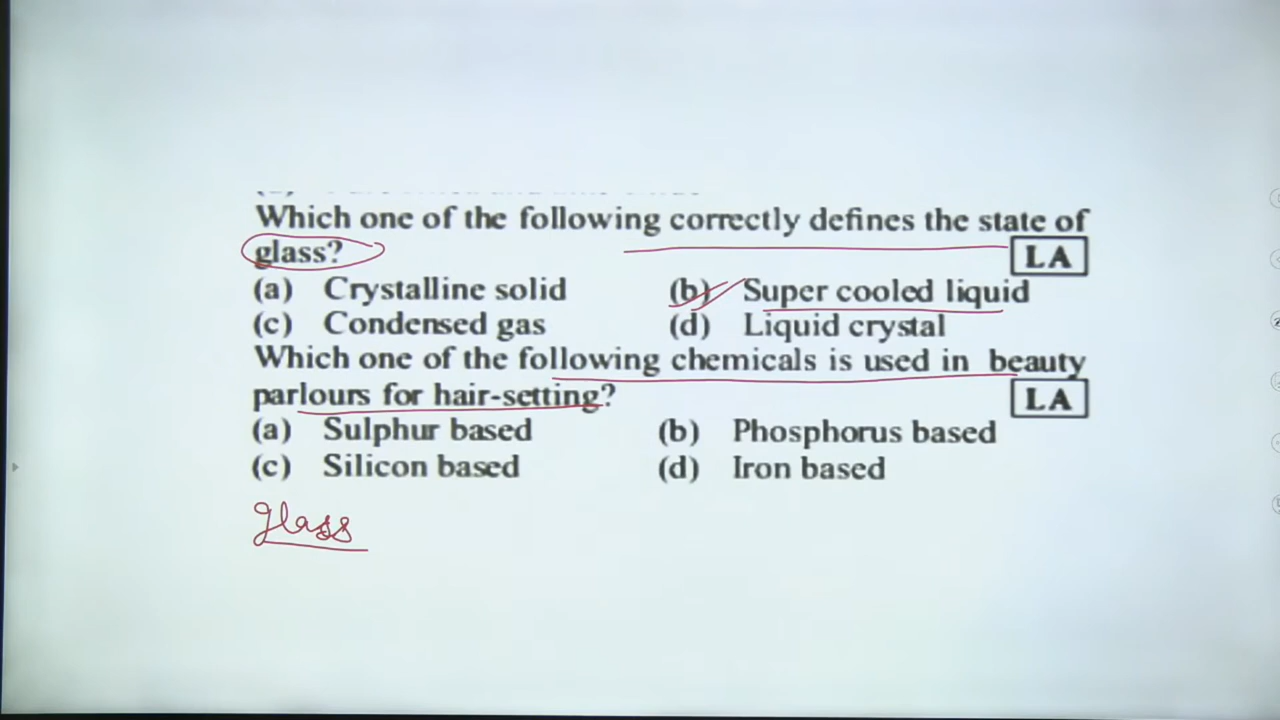 Which one of the following correctly defines the state of
glass? LA
(a) Crystalline solid (b) Super cooled liquid
(c) Condensed gas (d) Liquid crystal
Which one of the following chemicals is used in beauty
parlours for hair-setting? LA
(a) Sulphur based (b) Phosphorus based
(c) Silicon based (d) Iron based
glass